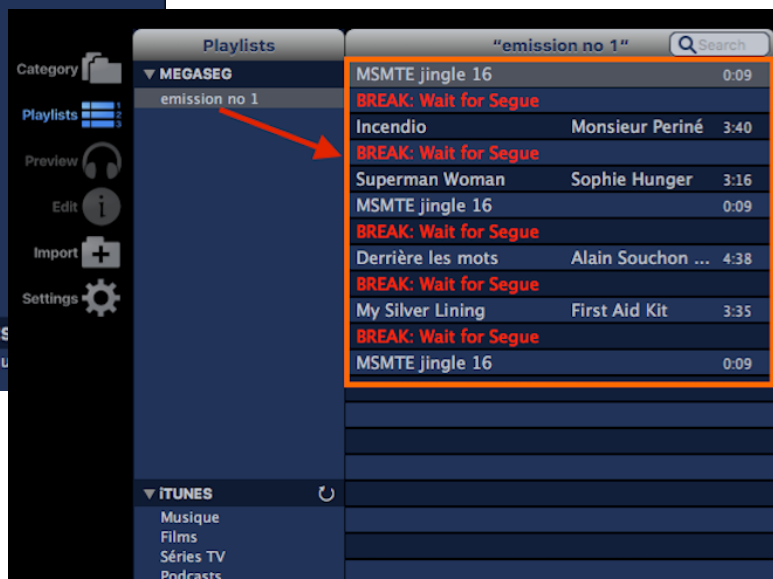 Playlists
"emission no 1"
Search
Category
Playlists
1
2
3
Preview
Edit
i
Import
Settings
MEGASEG
emission no 1
MSMTE jingle 16 0:09
BREAK: Wait for Segue
Incendio Monsieur Periné 3:40
BREAK: Wait for Segue
Superman Woman Sophie Hunger 3:16
MSMTE jingle 16 0:09
BREAK: Wait for Segue
Derrière les mots Alain Souchon ... 4:38
BREAK: Wait for Segue
My Silver Lining First Aid Kit 3:35
BREAK: Wait for Segue
MSMTE jingle 16 0:09
iTUNES
Musique
Films
Séries TV
Podcasts